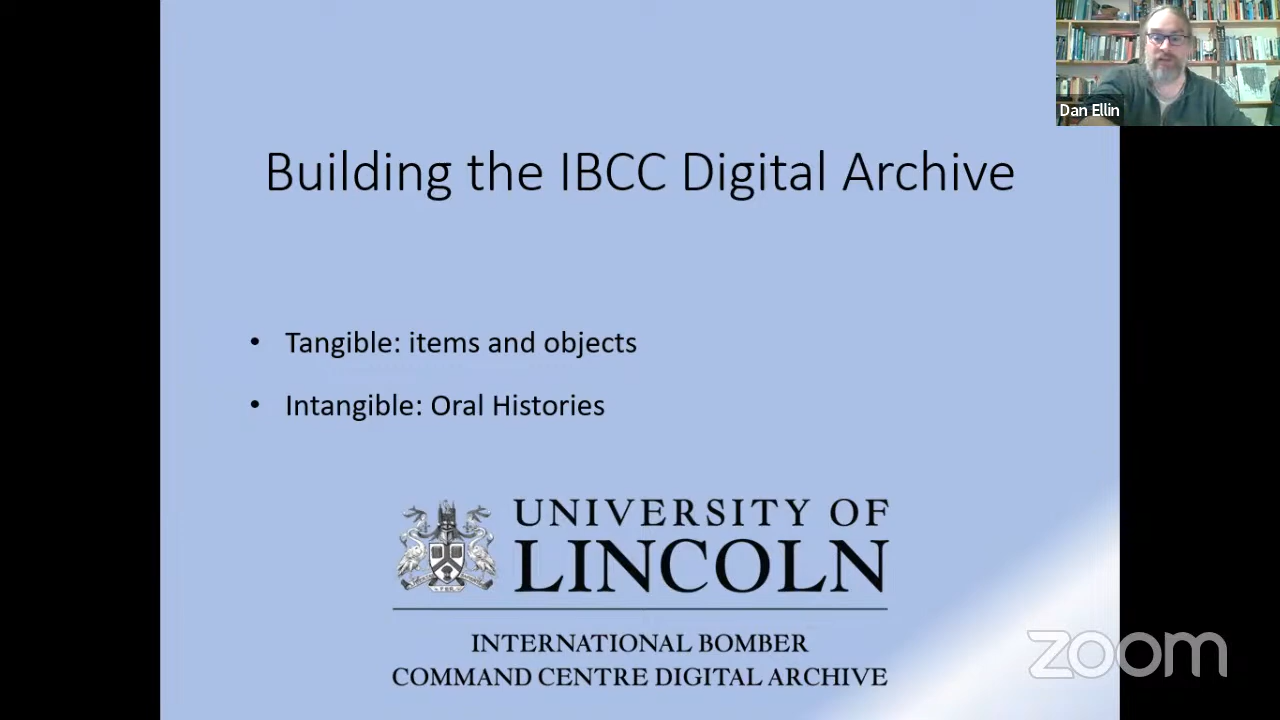 Dan Ellin
Building the IBCC Digital Archive
• Tangible: items and objects
• Intangible: Oral Histories
UNIVERSITY OF
LINCOLN
INTERNATIONAL BOMBER
COMMAND CENTRE DIGITAL ARCHIVE
zoom